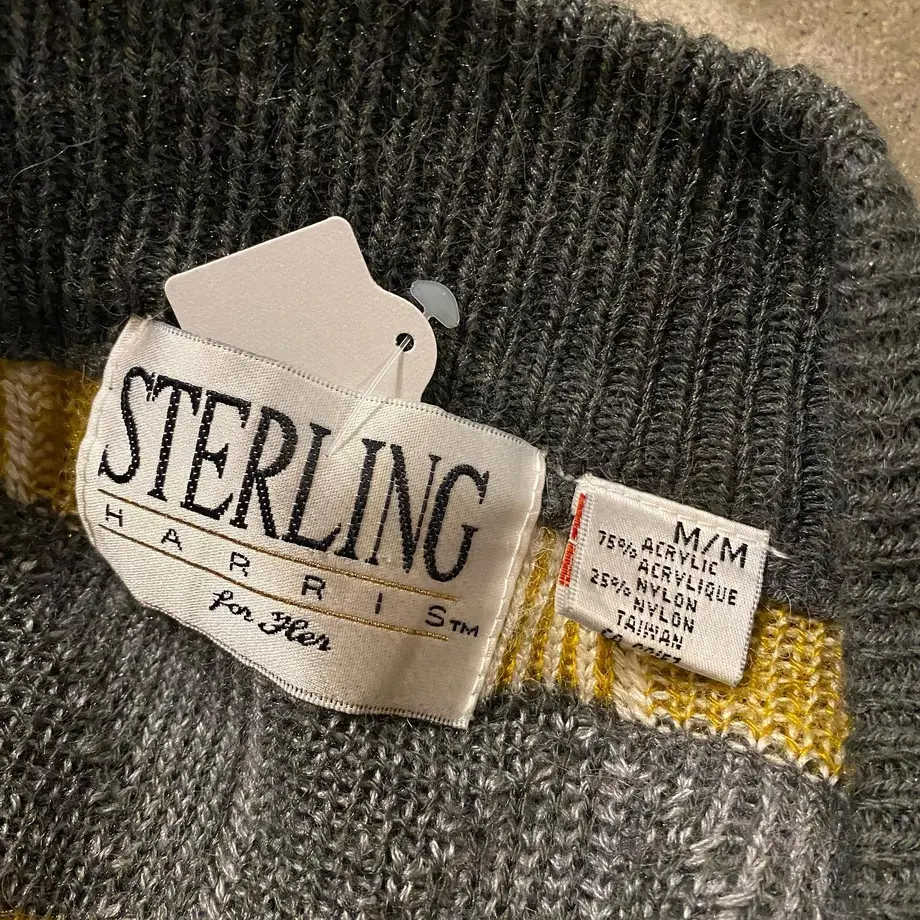 STERLING
HARRIS™
for Her
M/M
75% ACRYLIC
ACRYLIQUE
25% NYLON
NYLON
TAIWAN